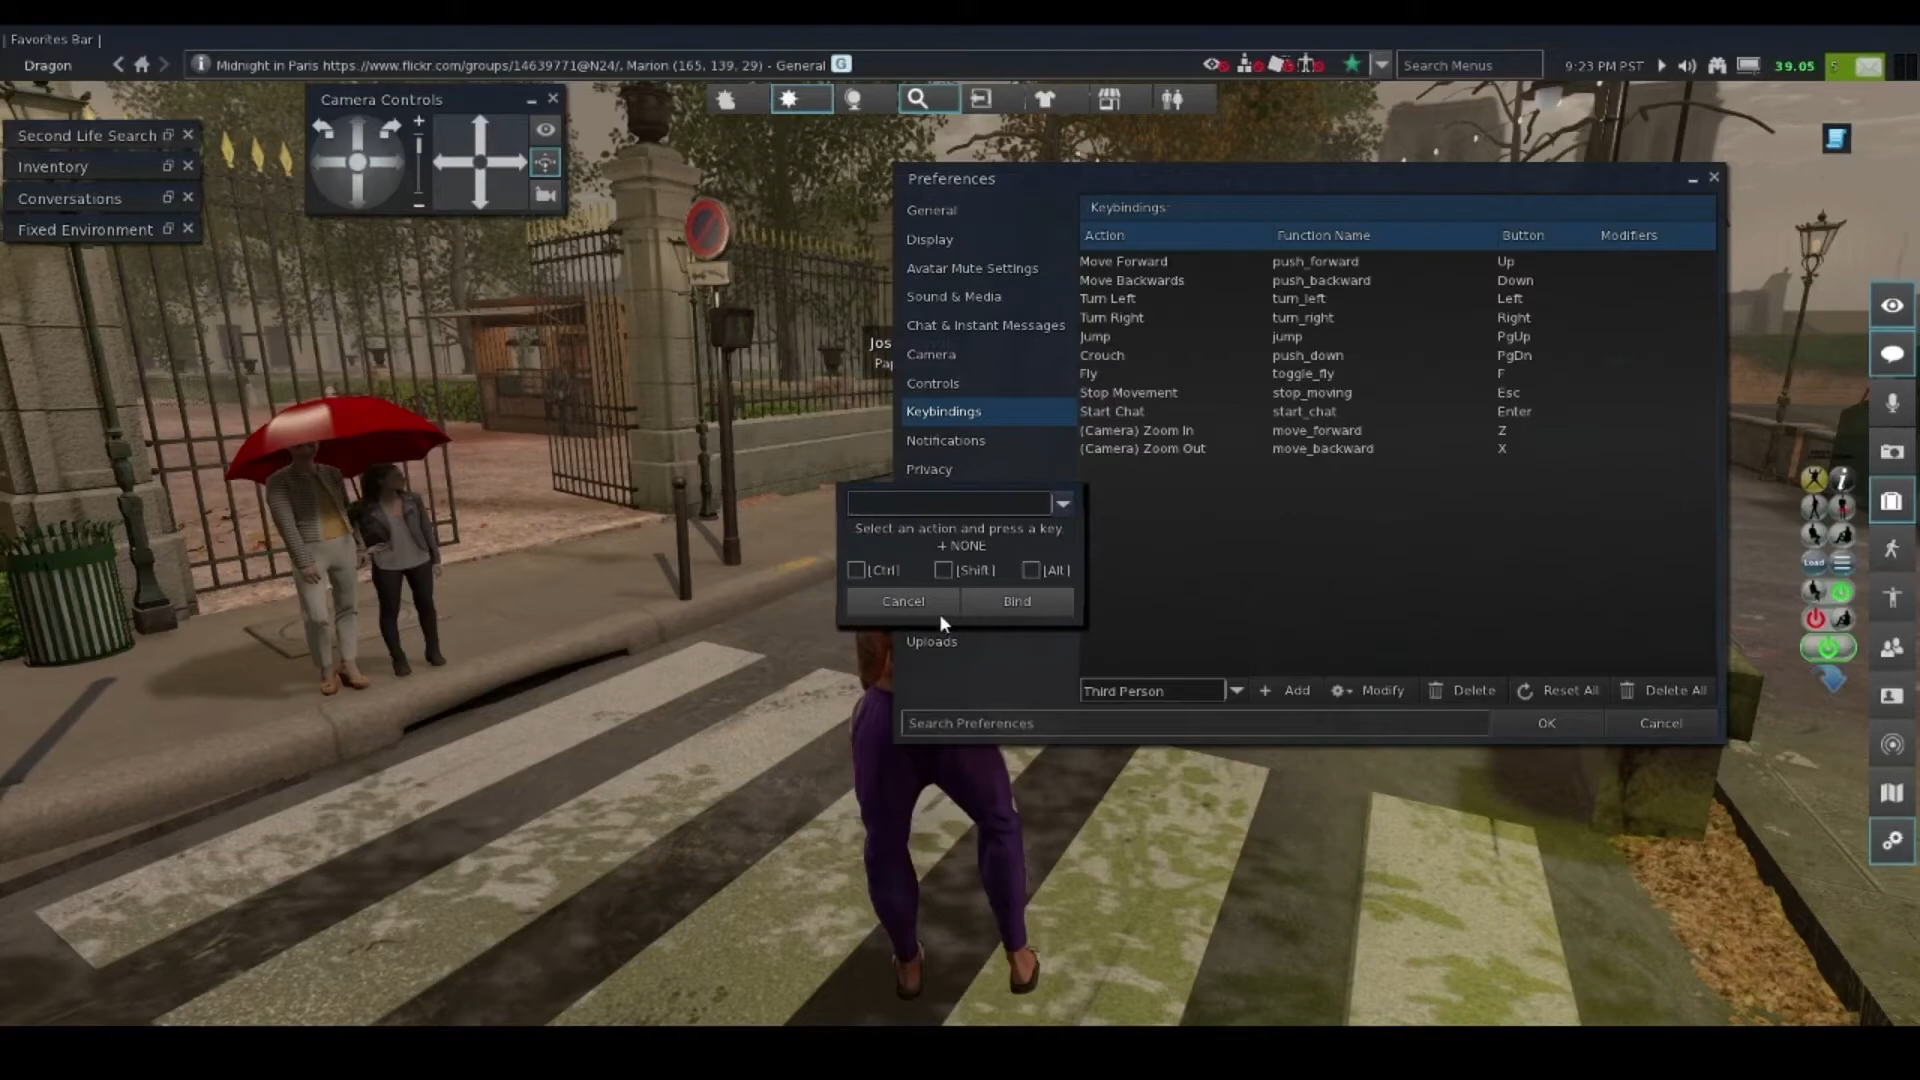 | Favorites Bar |
Dragon
Midnight in Paris https://www.flickr.com/groups/14639771@N24/, Marion (165, 139, 29) - General G
Search Menus
9:23 PM PST
39.05
5
Camera Controls
Second Life Search
Inventory
Conversations
Fixed Environment
Jos
Pap
Preferences
General
Display
Avatar Mute Settings
Sound & Media
Chat & Instant Messages
Camera
Controls
Keybindings
Notifications
Privacy
Uploads
Keybindings
Action Function Name Button Modifiers
Move Forward push_forward Up
Move Backwards push_backward Down
Turn Left turn_left Left
Turn Right turn_right Right
Jump jump PgUp
Crouch push_down PgDn
Fly toggle_fly F
Stop Movement stop_moving Esc
Start Chat start_chat Enter
(Camera) Zoom In move_forward Z
(Camera) Zoom Out move_backward X
Select an action and press a key.
+ NONE
[Ctrl] [Shift] [Alt]
Cancel Bind
Third Person + Add Modify Delete Reset All Delete All
Search Preferences OK Cancel
Load